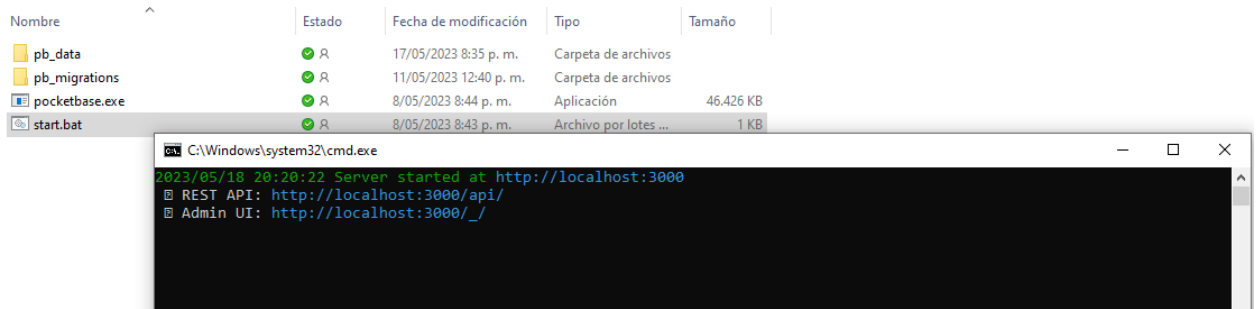 Nombre Estado Fecha de modificación Tipo Tamaño
pb_data 17/05/2023 8:35 p. m. Carpeta de archivos
pb_migrations 11/05/2023 12:40 p. m. Carpeta de archivos
pocketbase.exe 8/05/2023 8:44 p. m. Aplicación 46.426 KB
start.bat 8/05/2023 8:43 p. m. Archivo por lotes ... 1 KB
C:\Windows\system32\cmd.exe
2023/05/18 20:20:22 Server started at http://localhost:3000
REST API: http://localhost:3000/api/
Admin UI: http://localhost:3000/_/